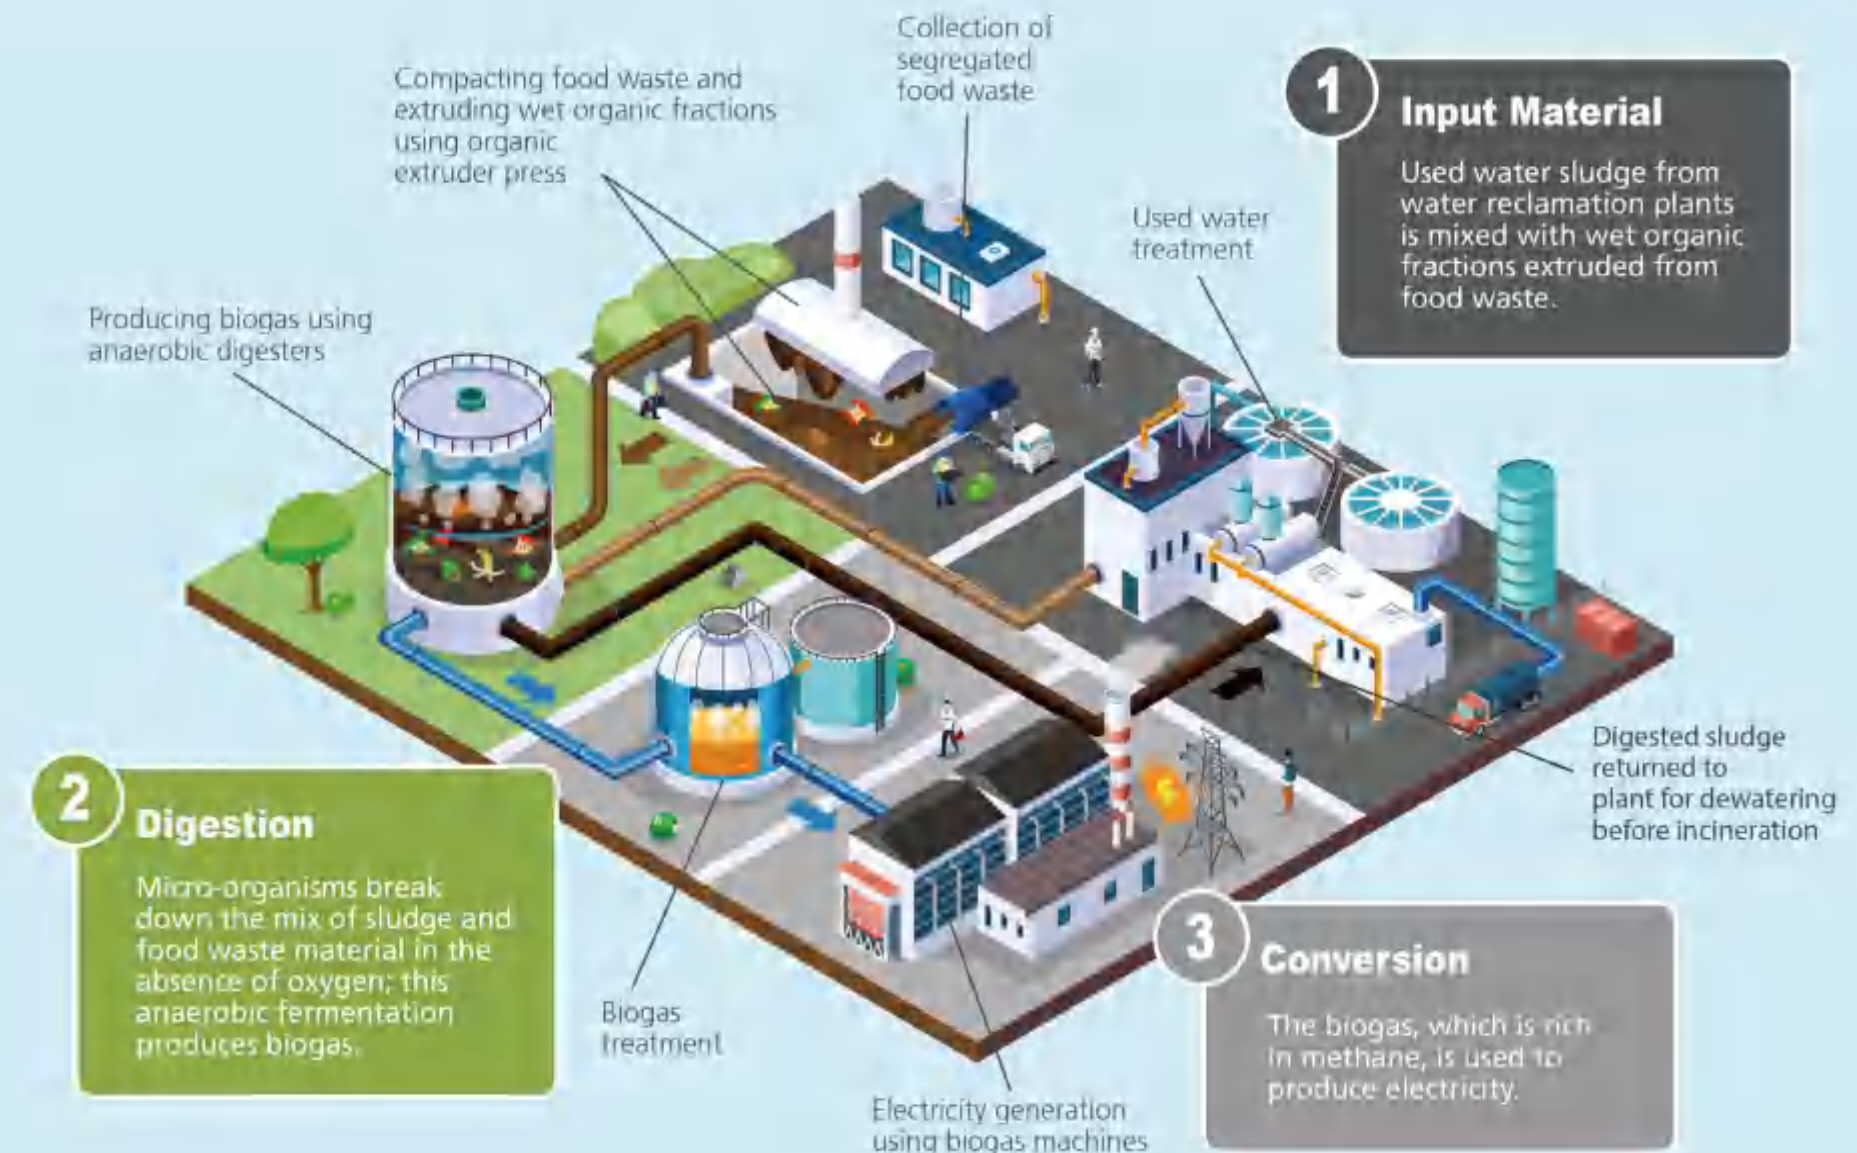 Collection of
segregated
food waste
Compacting food waste and
extruding wet organic fractions
using organic
extruder press
1
Input Material
Used water sludge from
water reclamation plants
is mixed with wet organic
fractions extruded from
food waste.
Used water
treatment
Producing biogas using
anaerobic digesters
Digested sludge
returned to
plant for dewatering
before incineration
2
Digestion
Micro-organisms break
down the mix of sludge and
food waste material in the
absence of oxygen; this
anaerobic fermentation
produces biogas.
3
Conversion
The biogas, which is rich
in methane, is used to
produce electricity.
Biogas
treatment
Electricity generation
using biogas machines